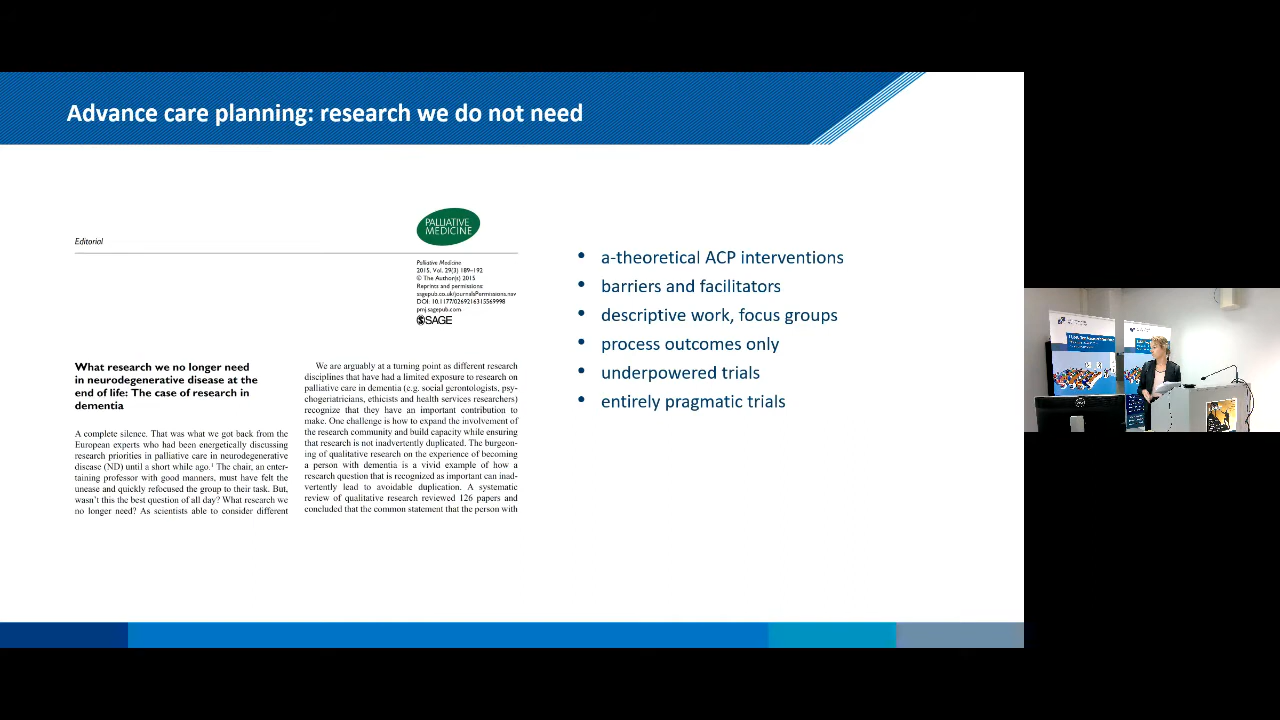 Advance care planning: research we do not need
PALLIATIVE
MEDICINE
Editorial
Palliative Medicine
2015, Vol. 29(3) 189–192
© The Author(s) 2015
Reprints and permissions:
sagepub.co.uk/journalsPermissions.nav
DOI: 10.1177/0269216315569998
pmj.sagepub.com
SAGE
What research we no longer need
in neurodegenerative disease at the
end of life: The case of research in
dementia
A complete silence. That was what we got back from the
European experts who had been energetically discussing
research priorities in palliative care in neurodegenerative
disease (ND) until a short while ago.¹ The chair, an enter-
taining professor with good manners, must have felt the
unease and quickly refocused the group to their task. But,
wasn't this the best question of all day? What research we
no longer need? As scientists able to consider different
We are arguably at a turning point as different research
disciplines that have had a limited exposure to research on
palliative care in dementia (e.g. social gerontologists, psy-
chogeriatricians, ethicists and health services researchers)
recognize that they have an important contribution to
make. One challenge is how to expand the involvement of
the research community and build capacity while ensuring
that research is not inadvertently duplicated. The burgeon-
ing of qualitative research on the experience of becoming
a person with dementia is a vivid example of how a
research question that is recognized as important can inad-
vertently lead to avoidable duplication. A systematic
review of qualitative research reviewed 126 papers and
concluded that the common statement that the person with
• a-theoretical ACP interventions
• barriers and facilitators
• descriptive work, focus groups
• process outcomes only
• underpowered trials
• entirely pragmatic trials